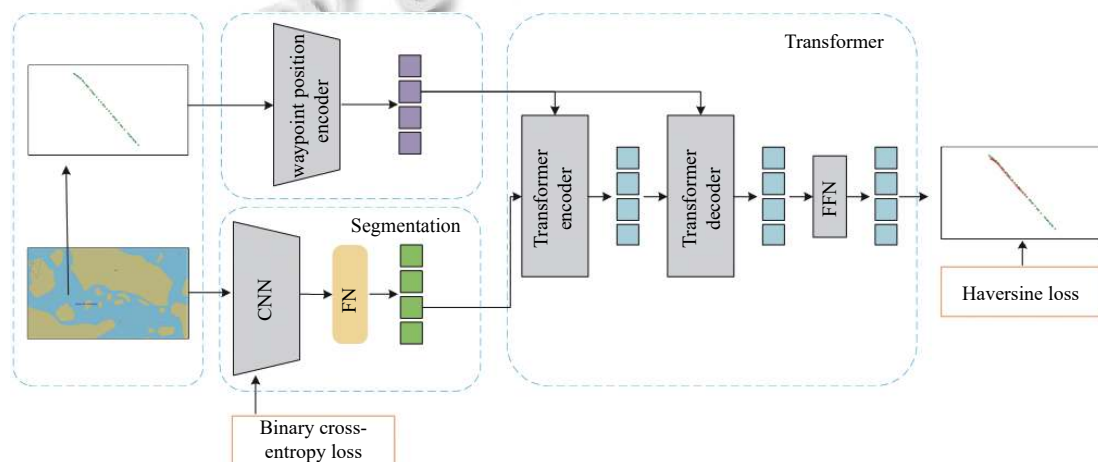 Transformer
waypoint position
encoder
Segmentation
CNN
FN
Transformer
encoder
Transformer
decoder
FFN
Haversine loss
Binary cross-
entropy loss